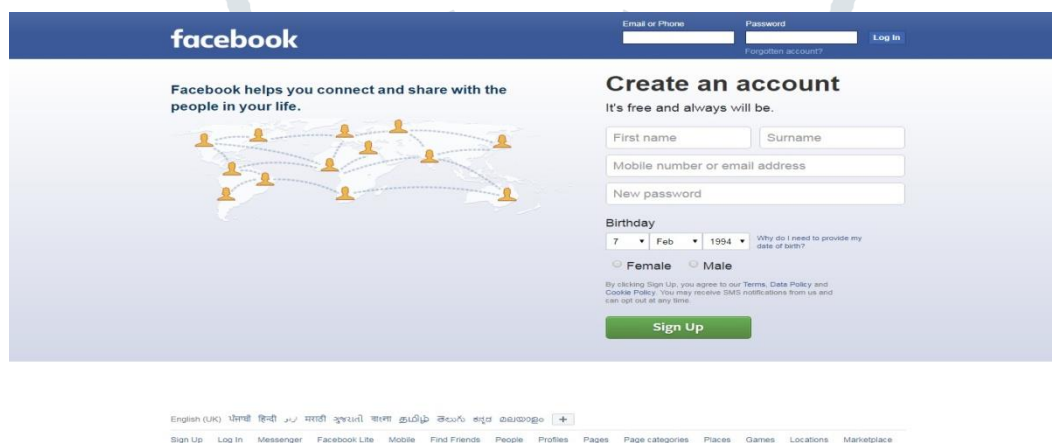 Email or Phone Password
facebook Log In
Forgotten account?
Facebook helps you connect and share with the
people in your life.
Create an account
It's free and always will be.
First name Surname
Mobile number or email address
New password
Birthday
7 Feb 1994 Why do I need to provide my
date of birth?
Female Male
By clicking Sign Up, you agree to our Terms, Data Policy and
Cookie Policy. You may receive SMS notifications from us and
can opt out at any time.
Sign Up
English (UK) ਪੰਜਾਬੀ हिन्दी اردو मराठी ગુજરાતી বাংলা தமிழ் తెలుగు ಕನ್ನಡ മലയാളം +
Sign Up Log In Messenger Facebook Lite Mobile Find Friends People Profiles Pages Page categories Places Games Locations Marketplace